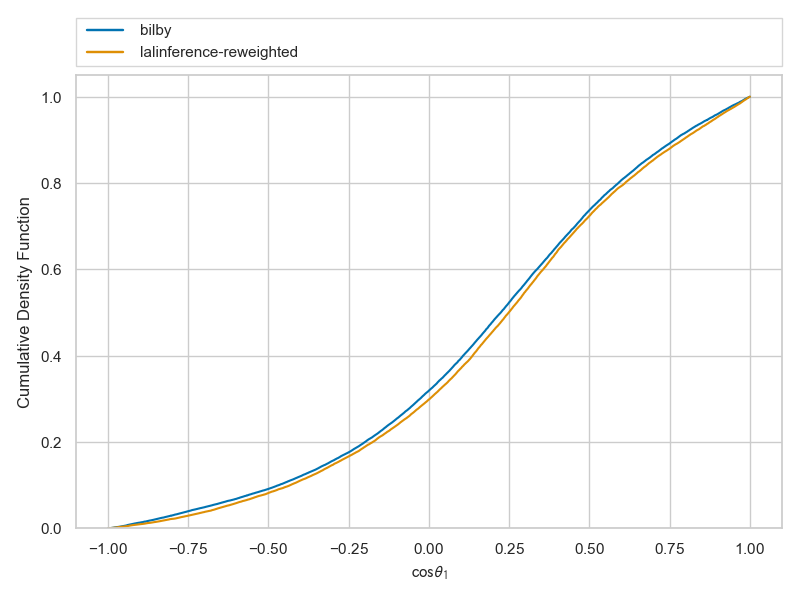 bilby
lalinference-reweighted
Cumulative Density Function
1.0
0.8
0.6
0.4
0.2
0.0
−1.00 −0.75 −0.50 −0.25 0.00 0.25 0.50 0.75 1.00
cosθ₁